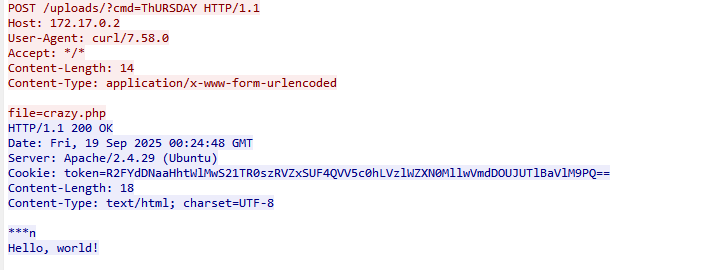 POST /uploads/?cmd=ThURSDAY HTTP/1.1
Host: 172.17.0.2
User-Agent: curl/7.58.0
Accept: */*
Content-Length: 14
Content-Type: application/x-www-form-urlencoded

file=crazy.php
HTTP/1.1 200 OK
Date: Fri, 19 Sep 2025 00:24:48 GMT
Server: Apache/2.4.29 (Ubuntu)
Cookie: token=R2FYdDNaaHhtWlMwS21TR0szRVZxSUF4QVV5c0hLVzlWZXN0MllwVmdDOUJUTlBaVlM9PQ==
Content-Length: 18
Content-Type: text/html; charset=UTF-8

***n
Hello, world!